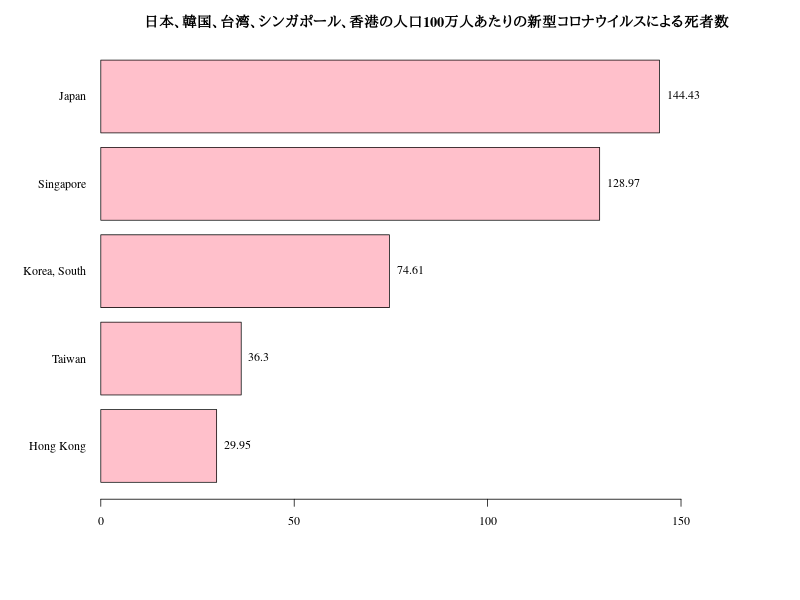 日本、韓国、台湾、シンガポール、香港の人口100万人あたりの新型コロナウイルスによる死者数
Japan 144.43
Singapore 128.97
Korea, South 74.61
Taiwan 36.3
Hong Kong 29.95
0 50 100 150